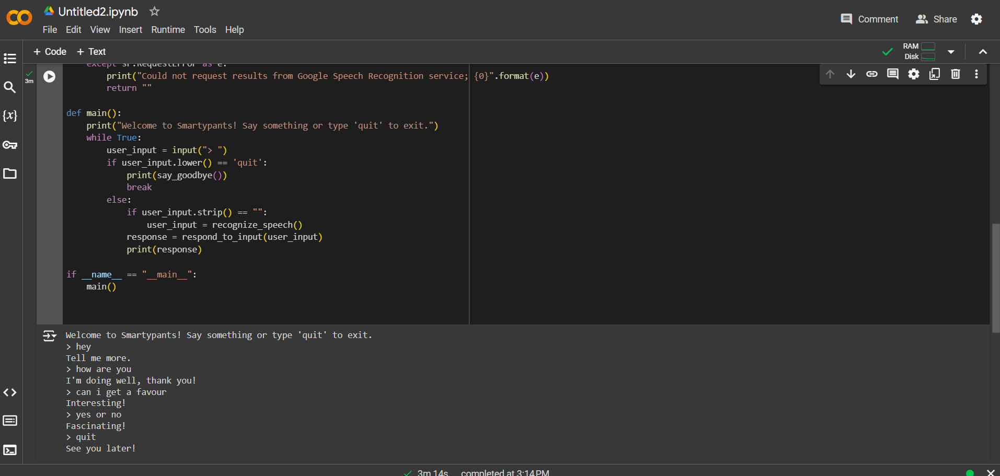 Untitled2.ipynb
File Edit View Insert Runtime Tools Help
Comment Share
+ Code + Text
RAM
Disk
3m
except sr.RequestError as e:
print("Could not request results from Google Speech Recognition service; {0}".format(e))
return ""
def main():
print("Welcome to Smartypants! Say something or type 'quit' to exit.")
while True:
user_input = input("> ")
if user_input.lower() == 'quit':
print(say_goodbye())
break
else:
if user_input.strip() == "":
user_input = recognize_speech()
response = respond_to_input(user_input)
print(response)
if __name__ == "__main__":
main()
Welcome to Smartypants! Say something or type 'quit' to exit.
> hey
Tell me more.
> how are you
I'm doing well, thank you!
> can i get a favour
Interesting!
> yes or no
Fascinating!
> quit
See you later!
3m 14s completed at 3:14 PM